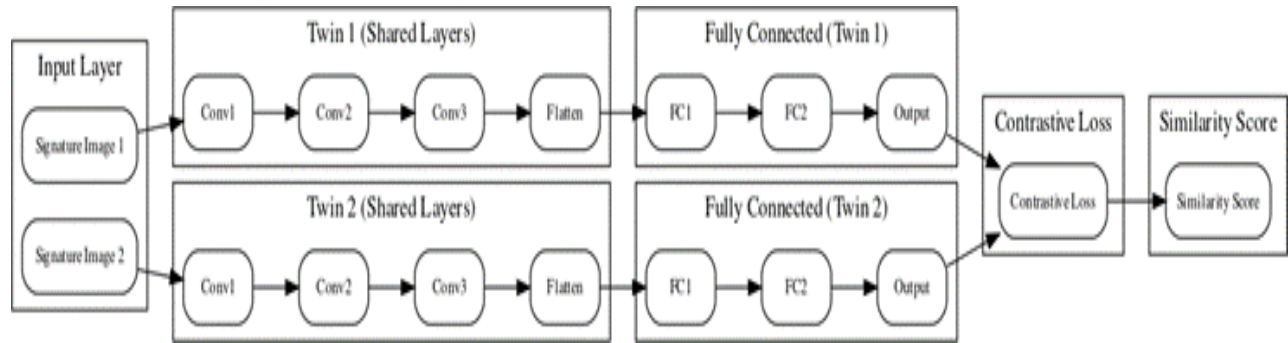 Input Layer
Signature Image 1
Signature Image 2
Twin 1 (Shared Layers)
Conv1
Conv2
Conv3
Flatten
Fully Connected (Twin 1)
FC1
FC2
Output
Twin 2 (Shared Layers)
Conv1
Conv2
Conv3
Flatten
Fully Connected (Twin 2)
FC1
FC2
Output
Contrastive Loss
Contrastive Loss
Similarity Score
Similarity Score